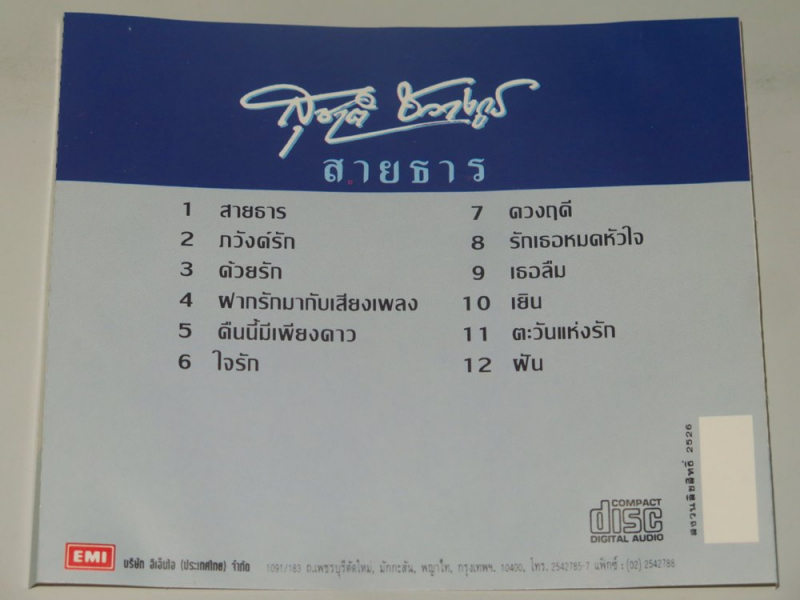 สุชาติ ชวางกูร
สายธาร
1 สายธาร
2 ภวังค์รัก
3 ด้วยรัก
4 ฝากรักมากับเสียงเพลง
5 คืนนี้มีเพียงดาว
6 ใจรัก
7 ดวงฤดี
8 รักเธอหมดหัวใจ
9 เธอลืม
10 เยิน
11 ตะวันแห่งรัก
12 ฝัน
สงวนลิขสิทธิ์ 2526
COMPACT
disc
DIGITAL AUDIO
EMI
บริษัท อีเอ็มไอ (ประเทศไทย) จำกัด 1091/183 ถ.เพชรบุรีตัดใหม่, มักกะสัน, พญาไท, กรุงเทพฯ. 10400, โทร. 2542785-7 แฟ็กซ์ : (02) 2542788